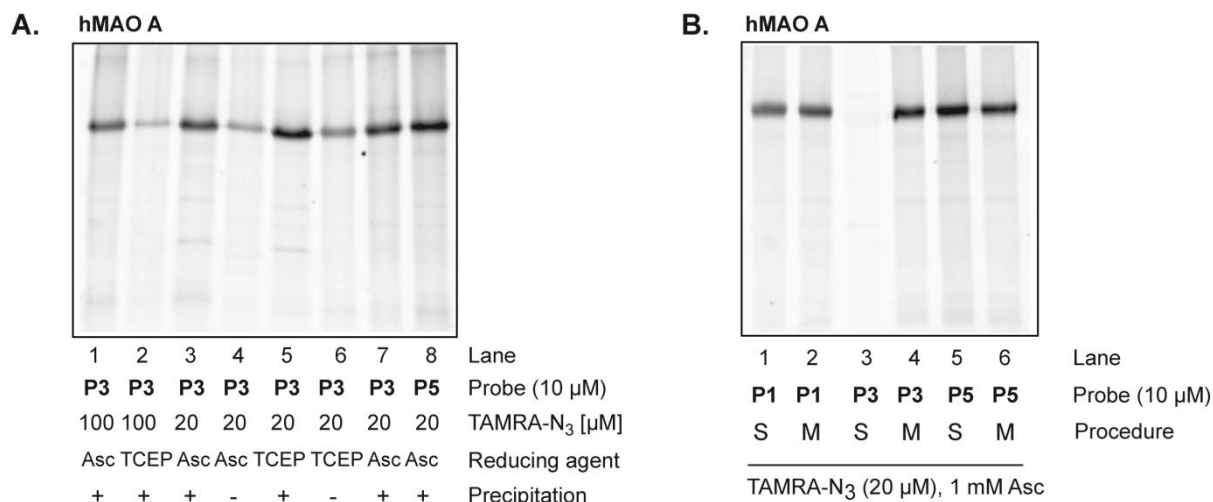 A.
hMAO A
1 2 3 4 5 6 7 8 Lane
P3 P3 P3 P3 P3 P3 P3 P5 Probe (10 µM)
100 100 20 20 20 20 20 20 TAMRA-N₃ [µM]
Asc TCEP Asc Asc TCEP TCEP Asc Asc Reducing agent
+ + + - + - + + Precipitation
B.
hMAO A
1 2 3 4 5 6 Lane
P1 P1 P3 P3 P5 P5 Probe (10 µM)
S M S M S M Procedure
TAMRA-N₃ (20 µM), 1 mM Asc